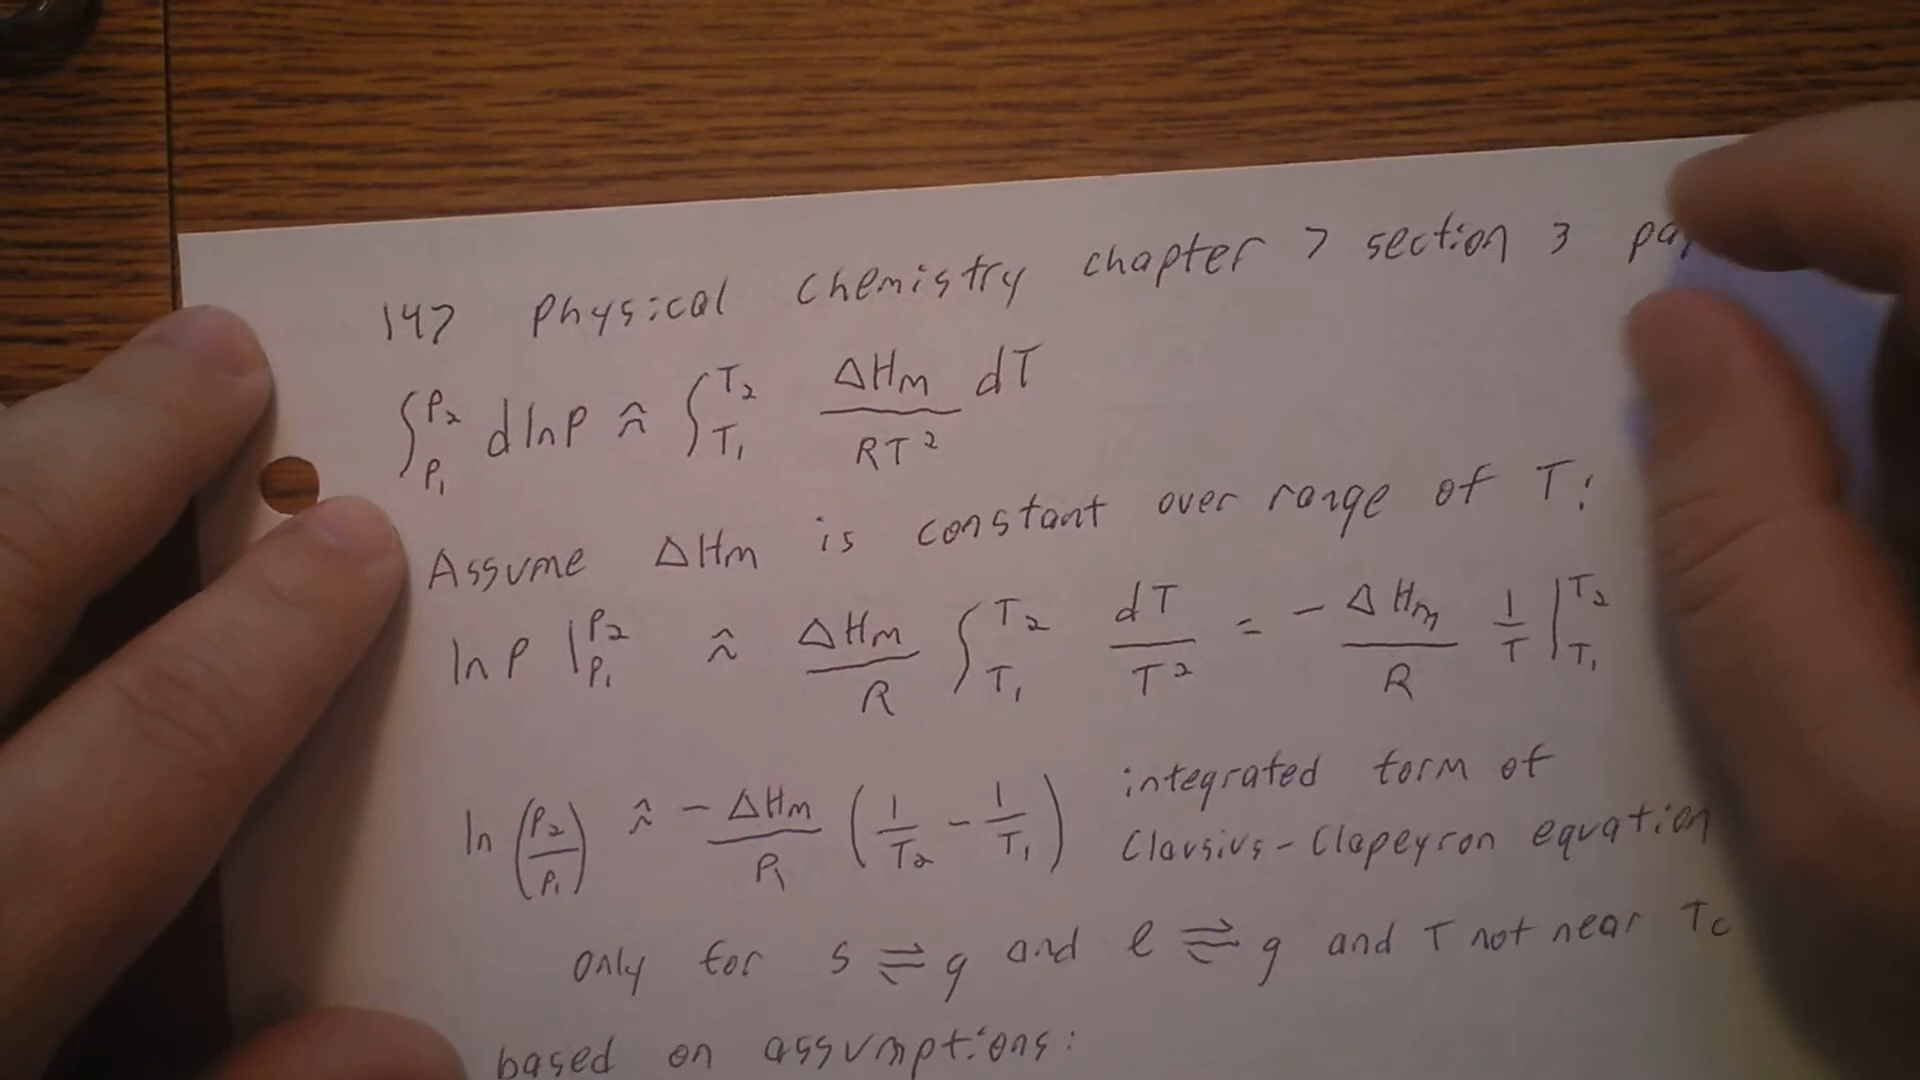 147 Physical Chemistry chapter 7 section 3
∫_{P₁}^{P₂} d ln P ≈ ∫_{T₁}^{T₂} ΔHm/RT² dT
Assume ΔHm is constant over range of T:
ln P |_{P₁}^{P₂} ≈ ΔHm/R ∫_{T₁}^{T₂} dT/T² = - ΔHm/R 1/T |_{T₁}^{T₂}
ln (P₂/P₁) ≈ - ΔHm/R (1/T₂ - 1/T₁) integrated form of
Clausius-Clapeyron equation
only for s ⇌ g and l ⇌ g and T not near Tc
based on assumptions: